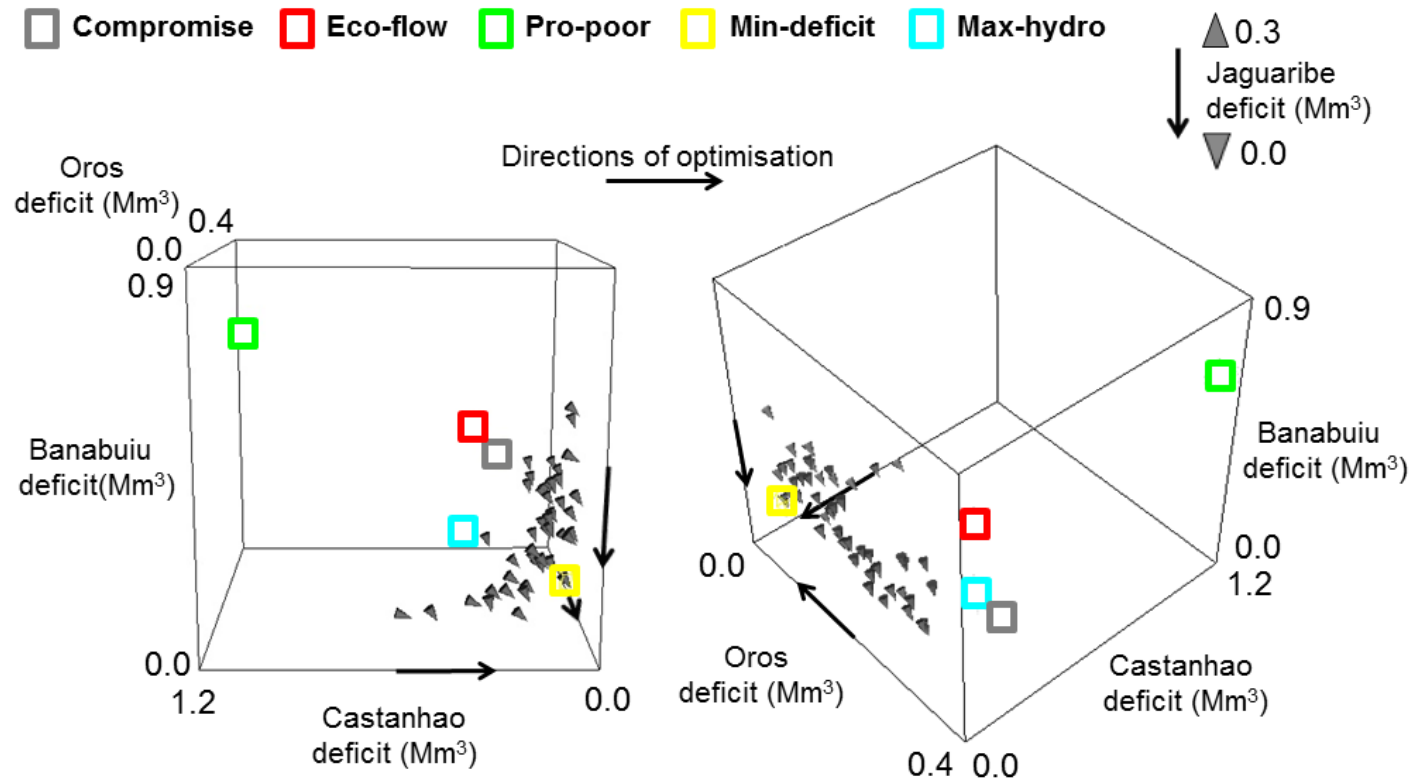 Compromise Eco-flow Pro-poor Min-deficit Max-hydro
0.3
Jaguaribe
deficit (Mm³)
0.0
Directions of optimisation
Oros
deficit (Mm³)
0.4
0.0
0.9
Banabuiu
deficit(Mm³)
0.0
1.2
0.0
Castanhao
deficit (Mm³)
0.9
Banabuiu
deficit (Mm³)
0.0
1.2
0.0
Oros
deficit (Mm³)
Castanhao
deficit (Mm³)
0.4 0.0